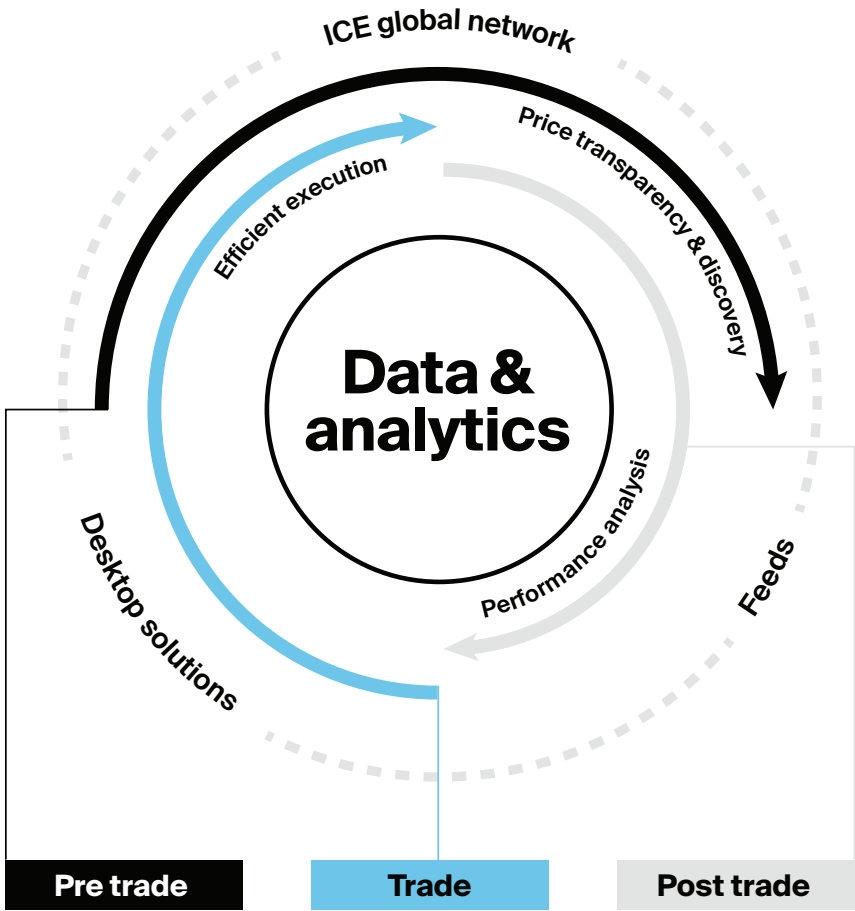 ICE global network
Price transparency & discovery
Efficient execution
Data &
analytics
Performance analysis
Desktop solutions
Feeds
Pre trade
Trade
Post trade